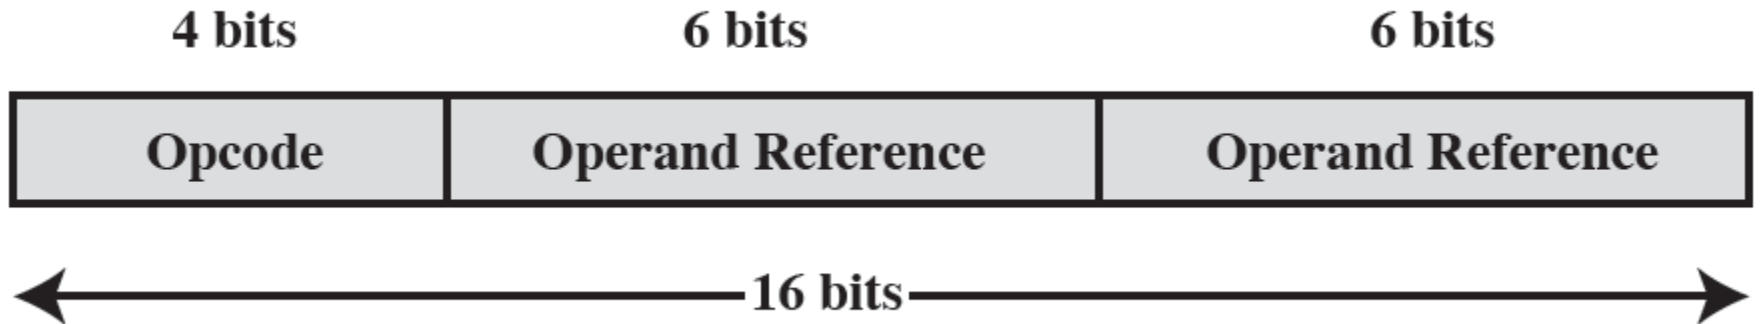 4 bits 6 bits 6 bits
Opcode Operand Reference Operand Reference
16 bits